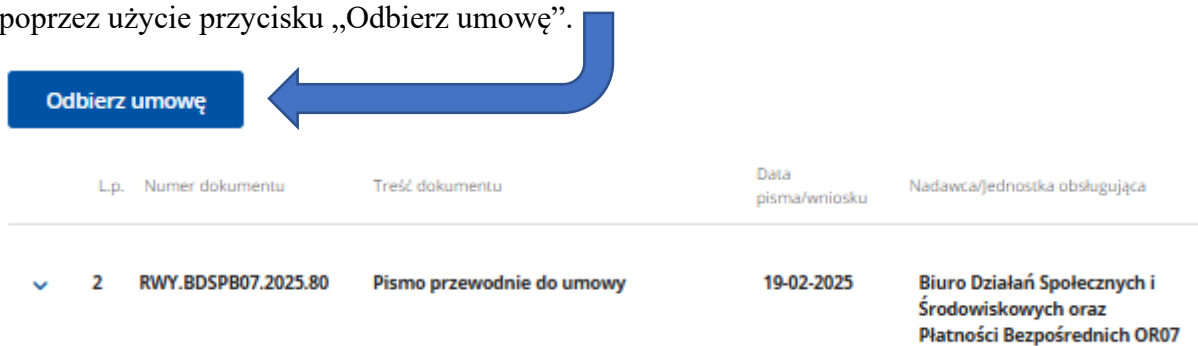 poprzez użycie przycisku „Odbierz umowę”.
Odbierz umowę
L.p. Numer dokumentu Treść dokumentu Data pisma/wniosku Nadawca/Jednostka obsługująca
2 RWY.BDSPB07.2025.80 Pismo przewodnie do umowy 19-02-2025 Biuro Działań Społecznych i
Środowiskowych oraz
Płatności Bezpośrednich OR07